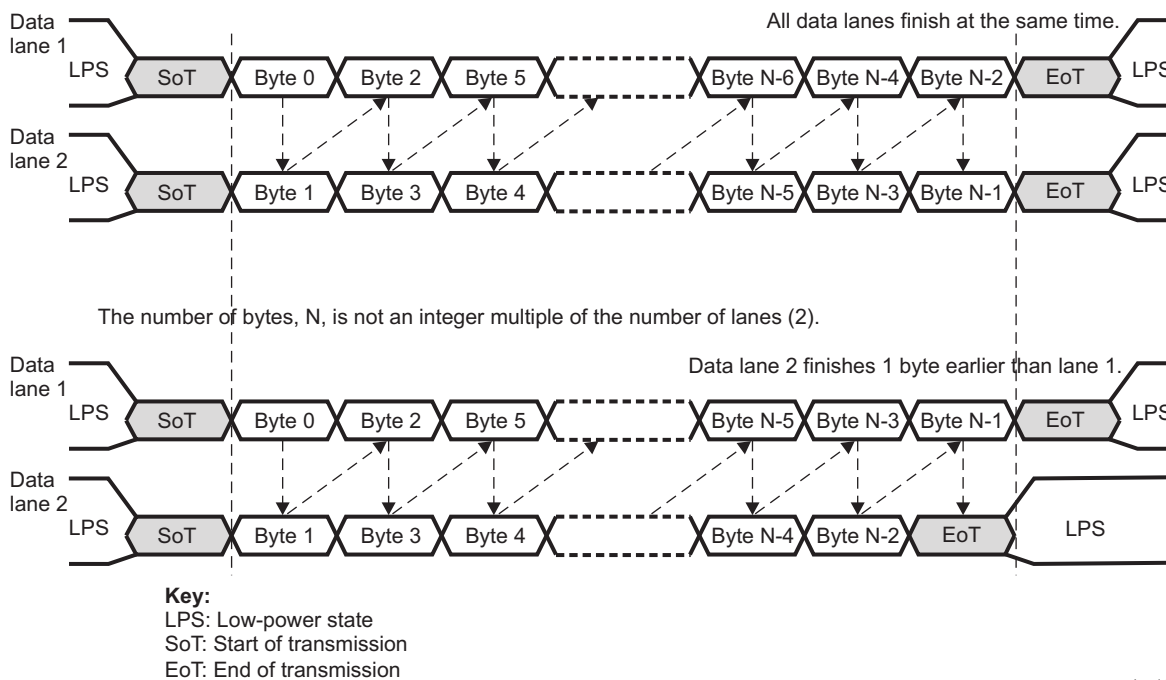 All data lanes finish at the same time.
Data
lane 1
LPS
SoT
Byte 0
Byte 2
Byte 5
Byte N-6
Byte N-4
Byte N-2
EoT
LPS
Data
lane 2
LPS
SoT
Byte 1
Byte 3
Byte 4
Byte N-5
Byte N-3
Byte N-1
EoT
LPS
The number of bytes, N, is not an integer multiple of the number of lanes (2).
Data lane 2 finishes 1 byte earlier than lane 1.
Data
lane 1
LPS
SoT
Byte 0
Byte 2
Byte 5
Byte N-5
Byte N-3
Byte N-1
EoT
LPS
Data
lane 2
LPS
SoT
Byte 1
Byte 3
Byte 4
Byte N-4
Byte N-2
EoT
LPS
Key:
LPS: Low-power state
SoT: Start of transmission
EoT: End of transmission